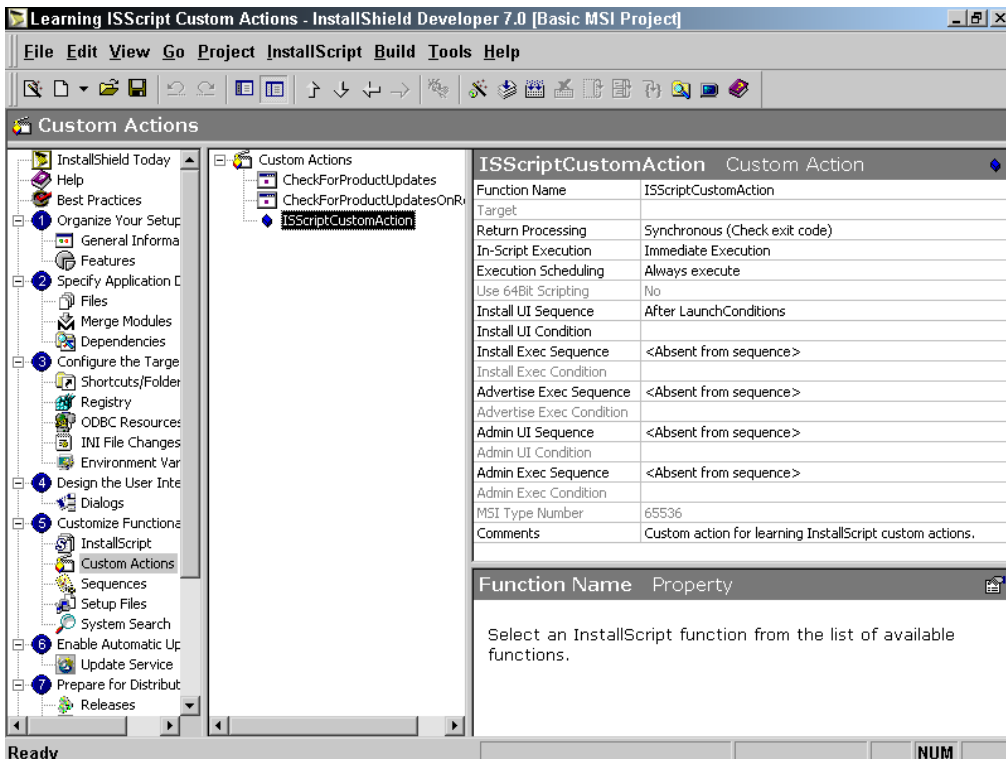 Learning ISScript Custom Actions - InstallShield Developer 7.0 [Basic MSI Project]
File Edit View Go Project InstallScript Build Tools Help
Custom Actions
InstallShield Today
Help
Best Practices
1 Organize Your Setup
General Informa
Features
2 Specify Application D
Files
Merge Modules
Dependencies
3 Configure the Targe
Shortcuts/Folder
Registry
ODBC Resources
INI File Changes
Environment Var
4 Design the User Inte
Dialogs
5 Customize Functiona
InstallScript
Custom Actions
Sequences
Setup Files
System Search
6 Enable Automatic Up
Update Service
7 Prepare for Distribut
Releases
Custom Actions
CheckForProductUpdates
CheckForProductUpdatesOnRe
ISScriptCustomAction
ISScriptCustomAction Custom Action
Function Name ISScriptCustomAction
Target
Return Processing Synchronous (Check exit code)
In-Script Execution Immediate Execution
Execution Scheduling Always execute
Use 64Bit Scripting No
Install UI Sequence After LaunchConditions
Install UI Condition
Install Exec Sequence <Absent from sequence>
Install Exec Condition
Advertise Exec Sequence <Absent from sequence>
Advertise Exec Condition
Admin UI Sequence <Absent from sequence>
Admin UI Condition
Admin Exec Sequence <Absent from sequence>
Admin Exec Condition
MSI Type Number 65536
Comments Custom action for learning InstallScript custom actions.
Function Name Property
Select an InstallScript function from the list of available
functions.
Ready
NUM